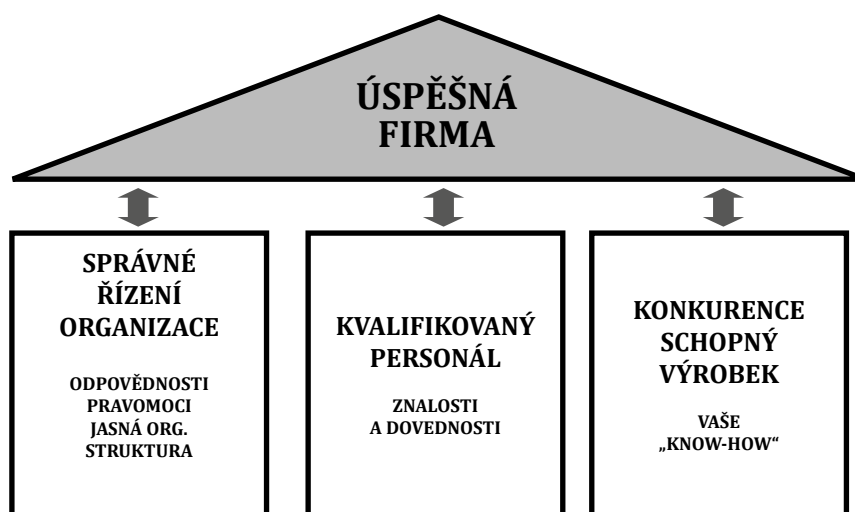 ÚSPĚŠNÁ
FIRMA
SPRÁVNÉ
ŘÍZENÍ
ORGANIZACE
ODPOVĚDNOSTI
PRAVOMOCI
JASNÁ ORG.
STRUKTURA
KVALIFIKOVANÝ
PERSONÁL
ZNALOSTI
A DOVEDNOSTI
KONKURENCE
SCHOPNÝ
VÝROBEK
VAŠE
„KNOW-HOW“